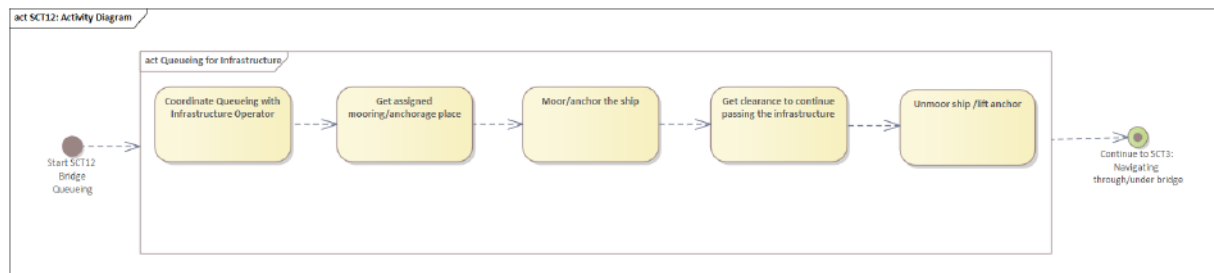 act SCT12: Activity Diagram
act Queueing for Infrastructure
Coordinate Queueing with
Infrastructure Operator
Get assigned
mooring/anchorage place
Moor/anchor the ship
Get clearance to continue
passing the infrastructure
Unmoor ship /lift anchor
Start SCT12
Bridge
Queueing
Continue to SCT3:
Navigating
through/under bridge